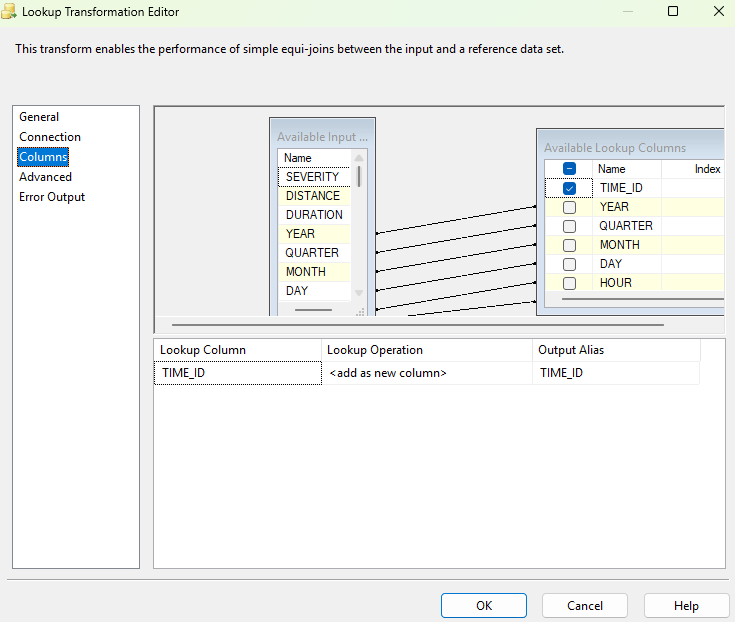 Lookup Transformation Editor
This transform enables the performance of simple equi-joins between the input and a reference data set.
General
Connection
Columns
Advanced
Error Output
Available Input ...
Name
SEVERITY
DISTANCE
DURATION
YEAR
QUARTER
MONTH
DAY
Available Lookup Columns
Name Index
TIME_ID
YEAR
QUARTER
MONTH
DAY
HOUR
Lookup Column Lookup Operation Output Alias
TIME_ID <add as new column> TIME_ID
OK Cancel Help